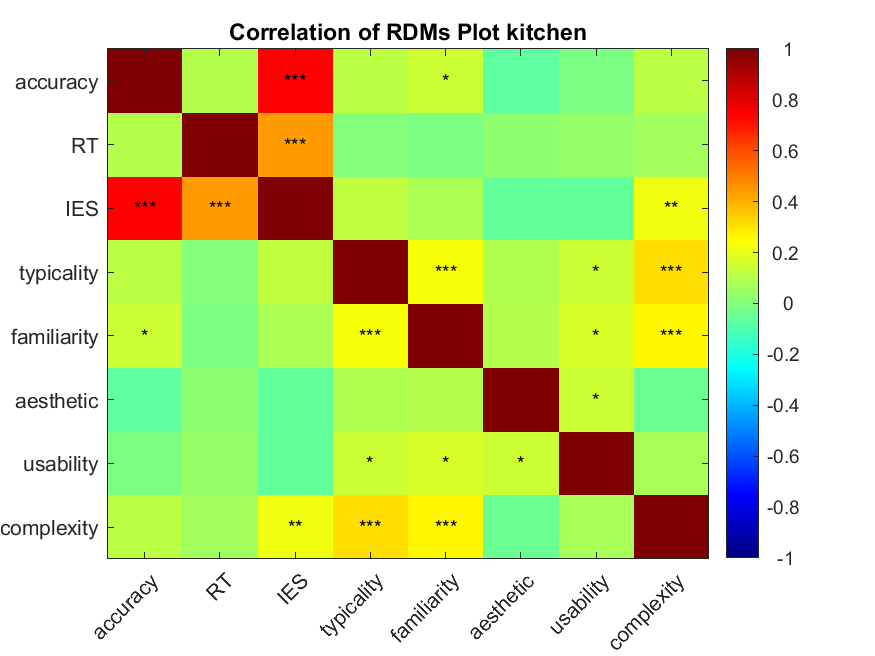 Correlation of RDMs Plot kitchen
accuracy *** * 1
0.8
RT *** 0.6
IES *** *** ** 0.4
typicality *** * *** 0.2
0
familiarity * *** * *** -0.2
aesthetic * -0.4
usability * * * -0.6
-0.8
complexity ** *** *** -1
accuracy RT IES typicality familiarity aesthetic usability complexity